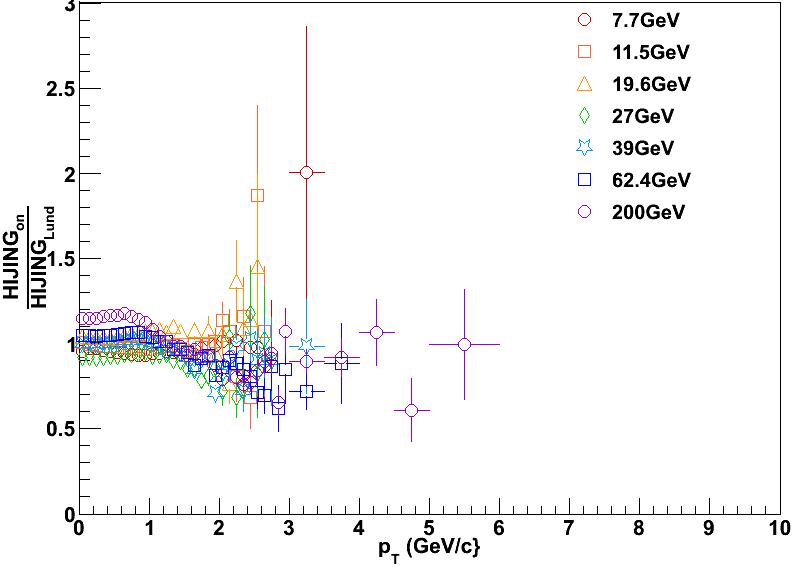 3
2.5
2
1.5
1
0.5
0
0 1 2 3 4 5 6 7 8 9 10
HIJING_on
HIJING_Lund
p_T (GeV/c}
7.7GeV
11.5GeV
19.6GeV
27GeV
39GeV
62.4GeV
200GeV